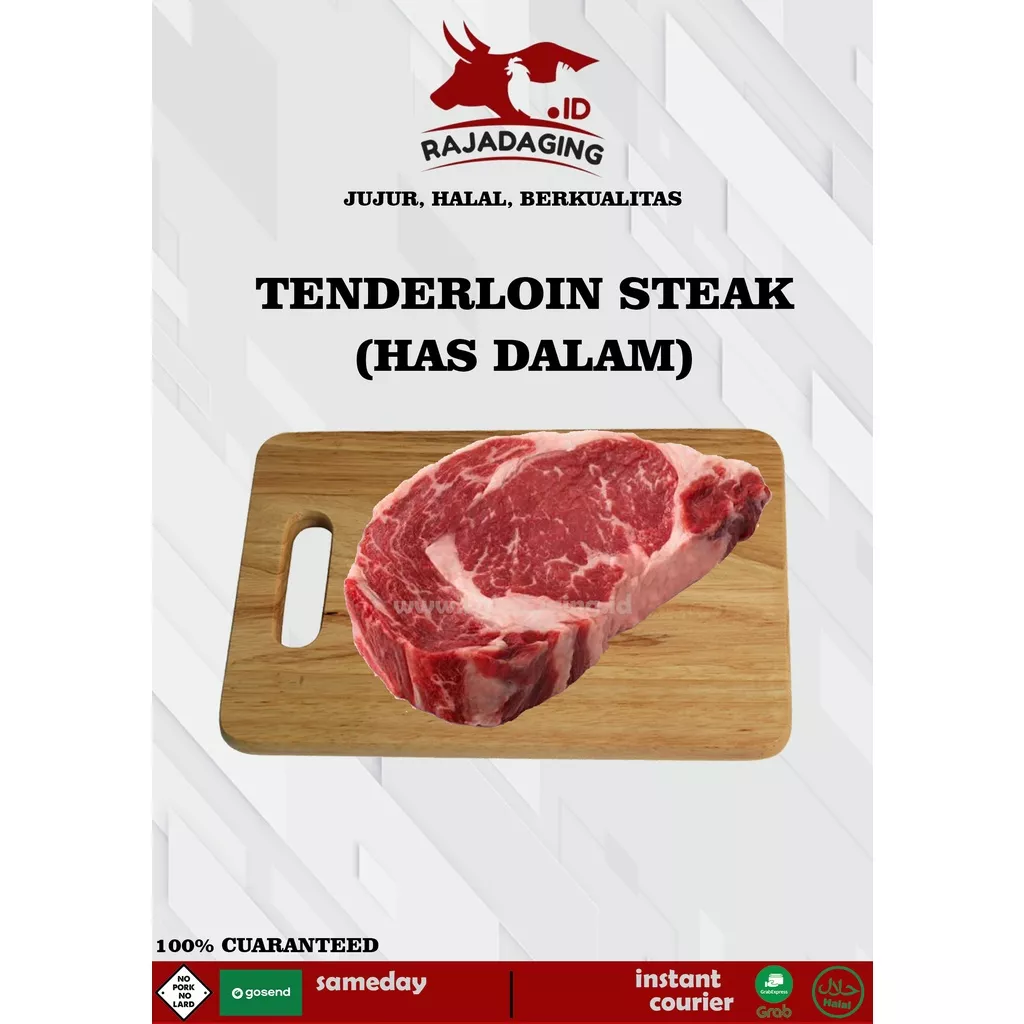 .ID
RAJADAGING
JUJUR, HALAL, BERKUALITAS
TENDERLOIN STEAK
(HAS DALAM)
100% CUARANTEED
NO
PORK
NO
LARD
gosend
sameday
instant
courier
GrabExpress
Grab
حلال
Halal